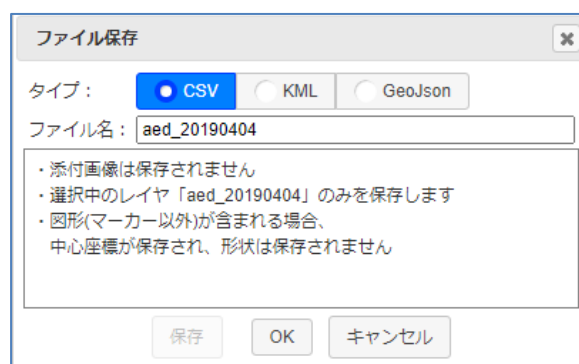 ファイル保存
タイプ： CSV KML GeoJson
ファイル名： aed_20190404
・添付画像は保存されません
・選択中のレイヤ「aed_20190404」のみを保存します
・図形(マーカー以外)が含まれる場合、
中心座標が保存され、形状は保存されません
保存 OK キャンセル